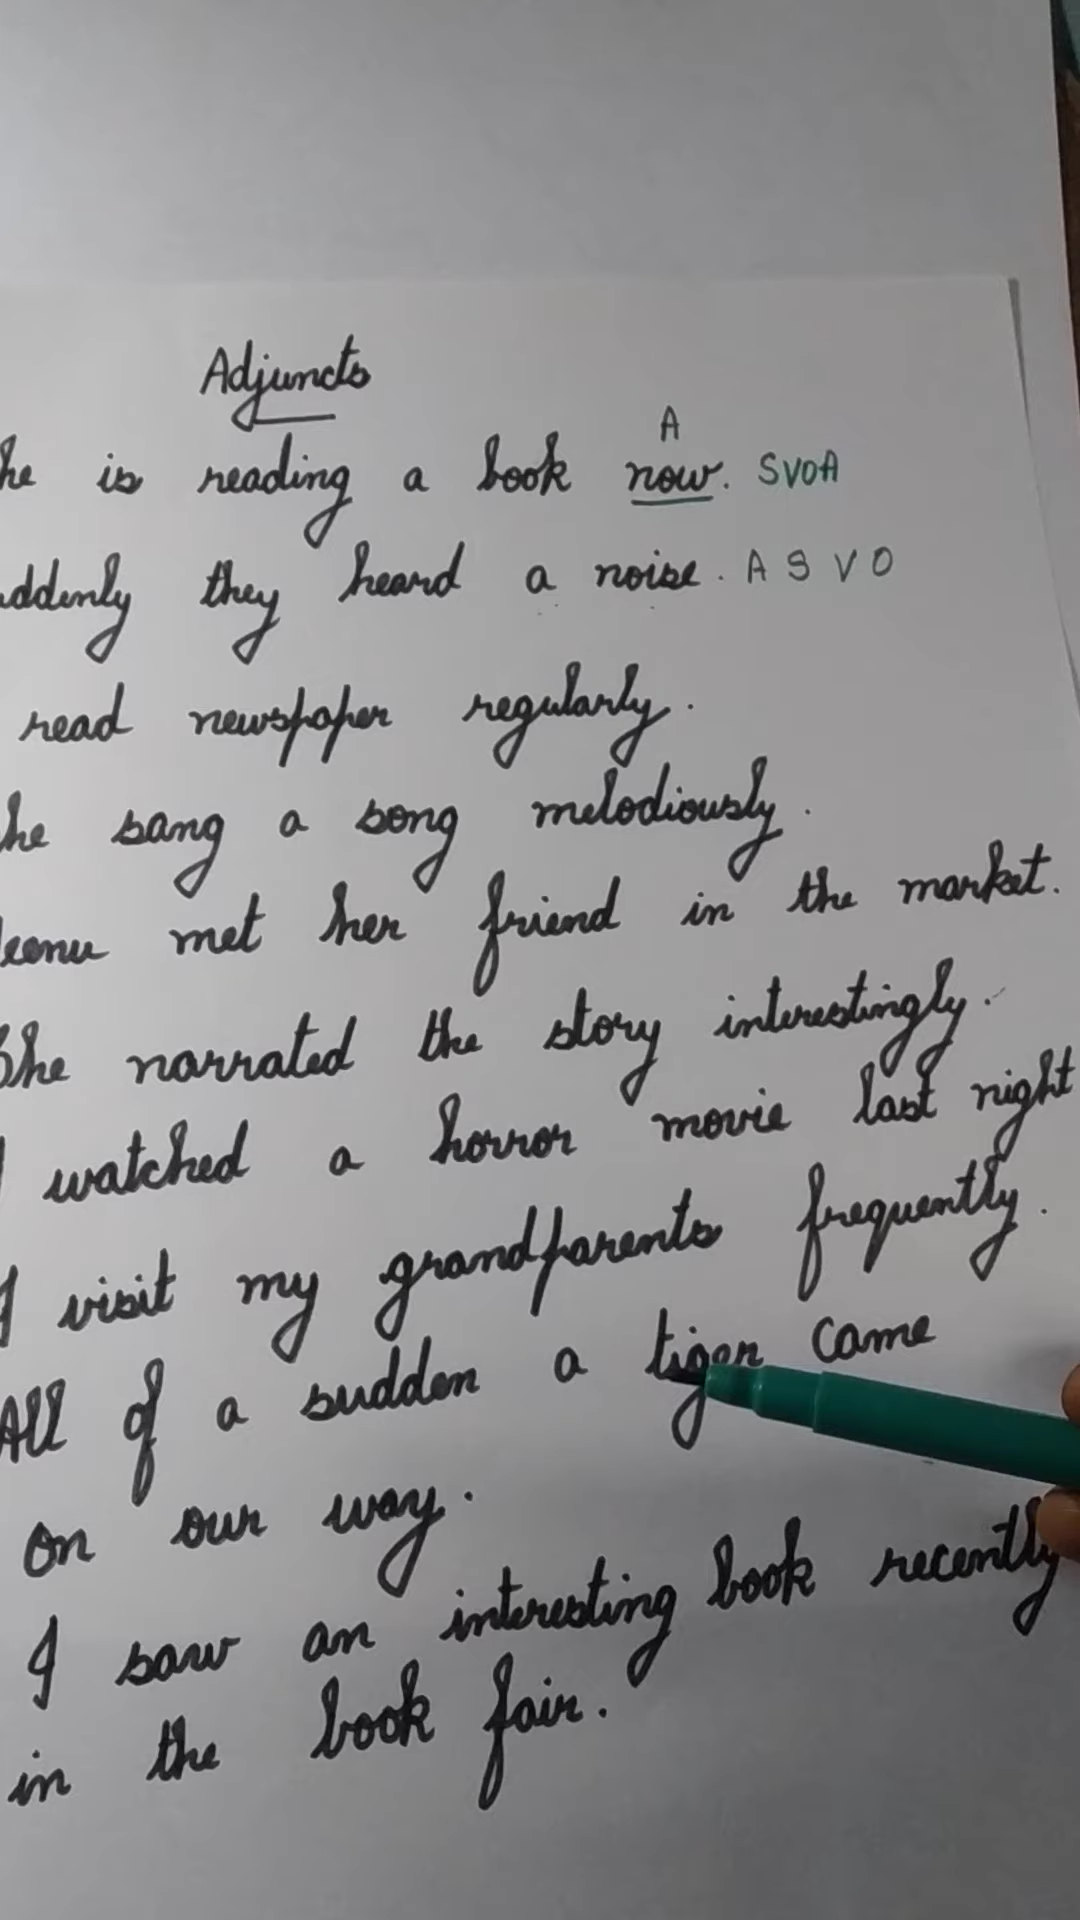 Adjuncts
A
he is reading a book now. SVOA
uddenly they heard a noise. A S V O
read newspaper regularly.
he sang a song melodiously.
eenu met her friend in the market.
She narrated the story interestingly.
I watched a horror movie last night
I visit my grandparents frequently.
All of a sudden a tiger came
on our way.
I saw an interesting book recently
in the book fair.